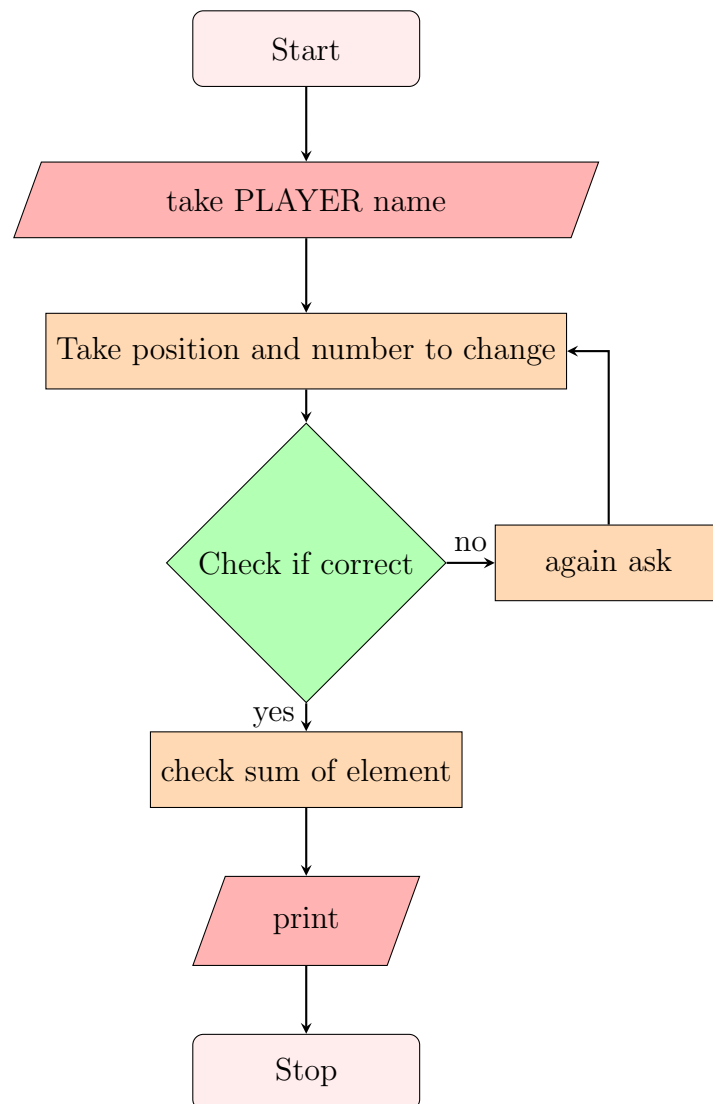 Start
take PLAYER name
Take position and number to change
Check if correct
no
again ask
yes
check sum of element
print
Stop